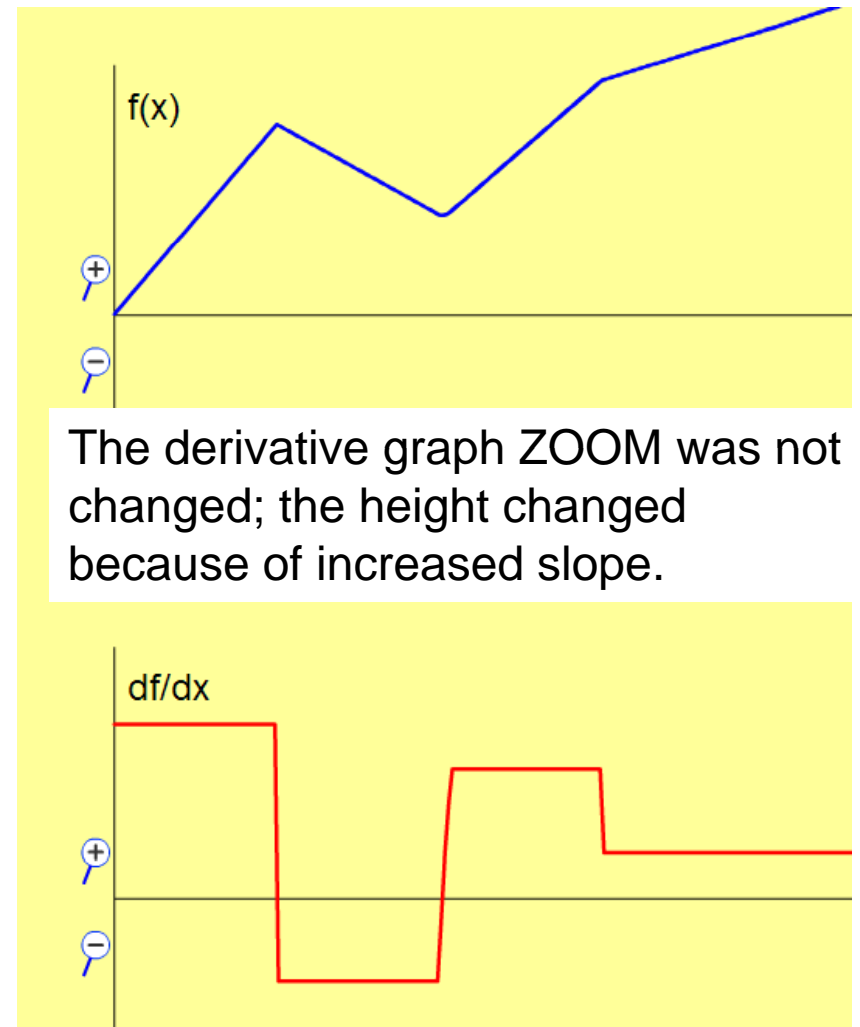 f(x)
The derivative graph ZOOM was not
changed; the height changed
because of increased slope.
df/dx